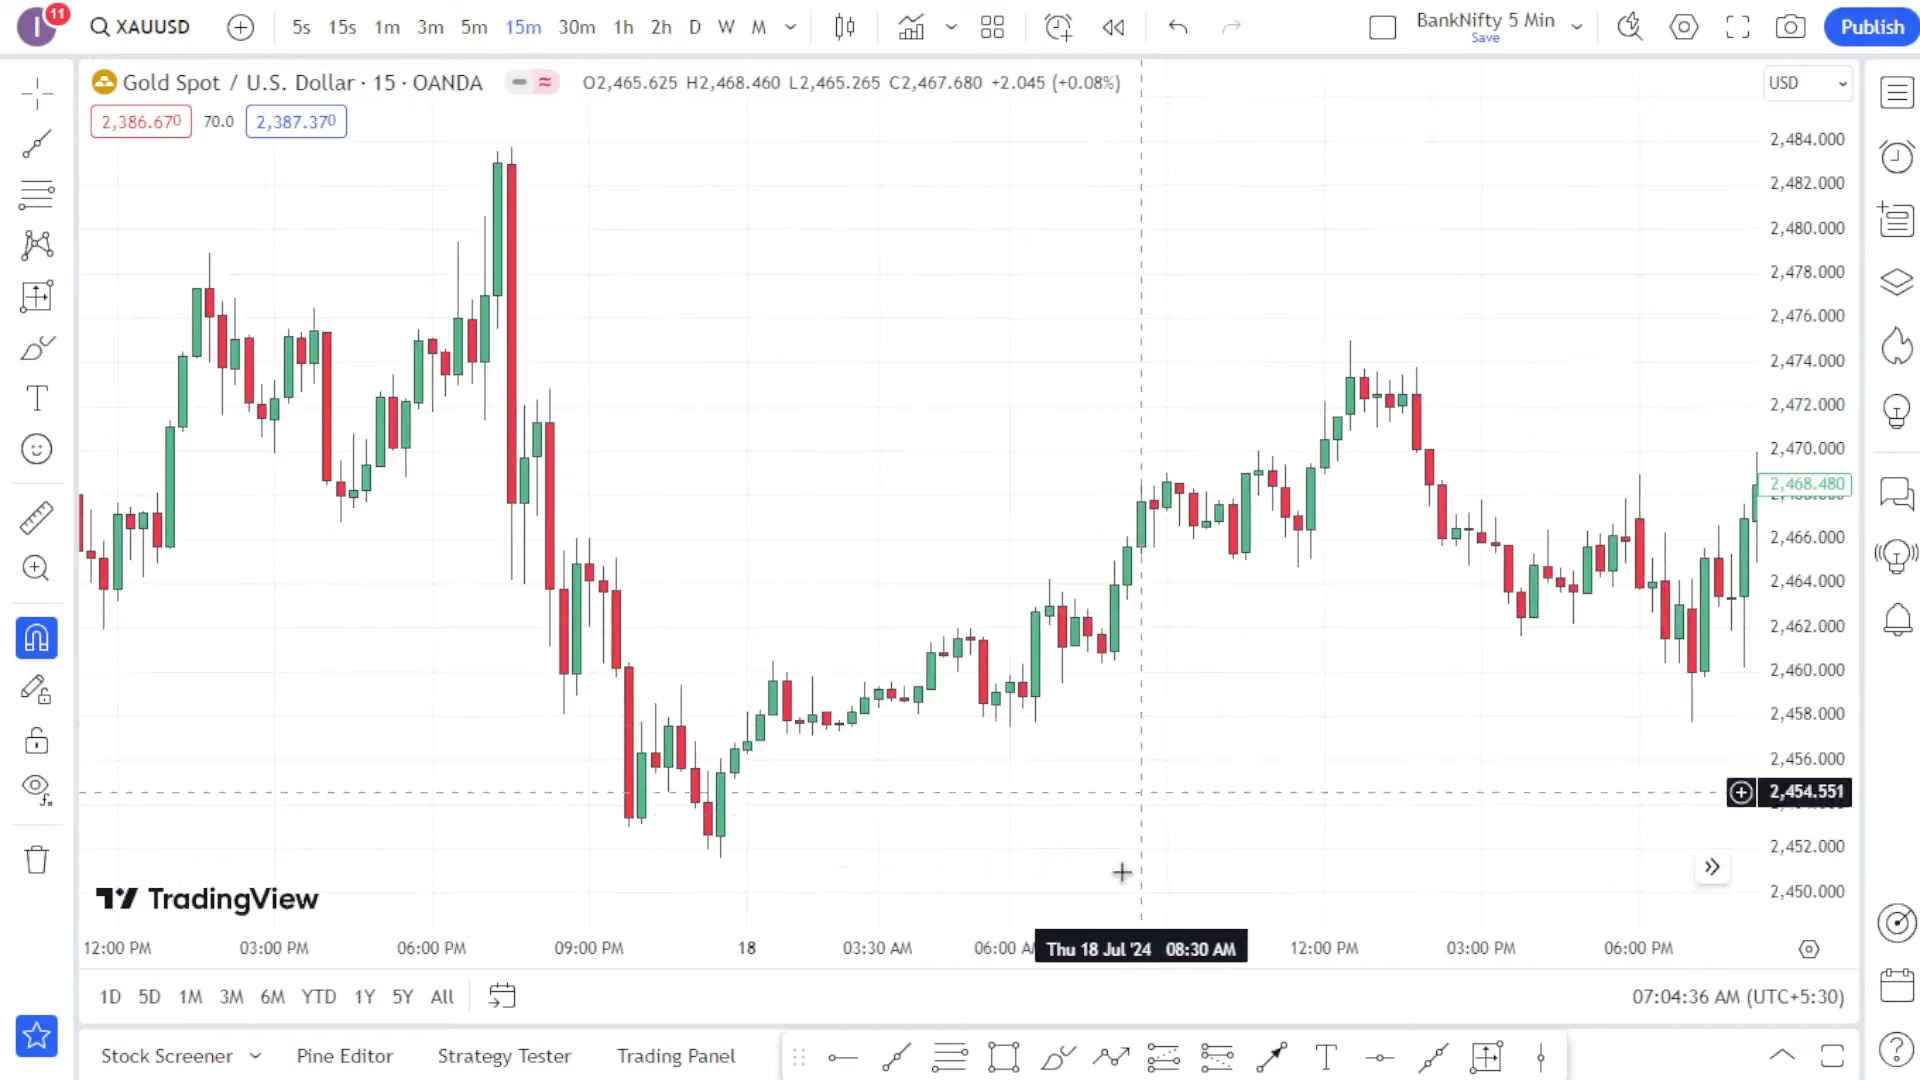 I 11 XAUUSD 5s 15s 1m 3m 5m 15m 30m 1h 2h D W M BankNifty 5 Min Save Publish
Gold Spot / U.S. Dollar · 15 · OANDA O2,465.625 H2,468.460 L2,465.265 C2,467.680 +2.045 (+0.08%) USD
2,386.670 70.0 2,387.370
2,484.000
2,482.000
2,480.000
2,478.000
2,476.000
2,474.000
2,472.000
2,470.000
2,468.480
2,466.000
2,464.000
2,462.000
2,460.000
2,458.000
2,456.000
2,454.551
2,452.000
2,450.000
TradingView
12:00 PM 03:00 PM 06:00 PM 09:00 PM 18 03:30 AM 06:00 Thu 18 Jul '24 08:30 AM 12:00 PM 03:00 PM 06:00 PM
1D 5D 1M 3M 6M YTD 1Y 5Y All 07:04:36 AM (UTC+5:30)
Stock Screener Pine Editor Strategy Tester Trading Panel